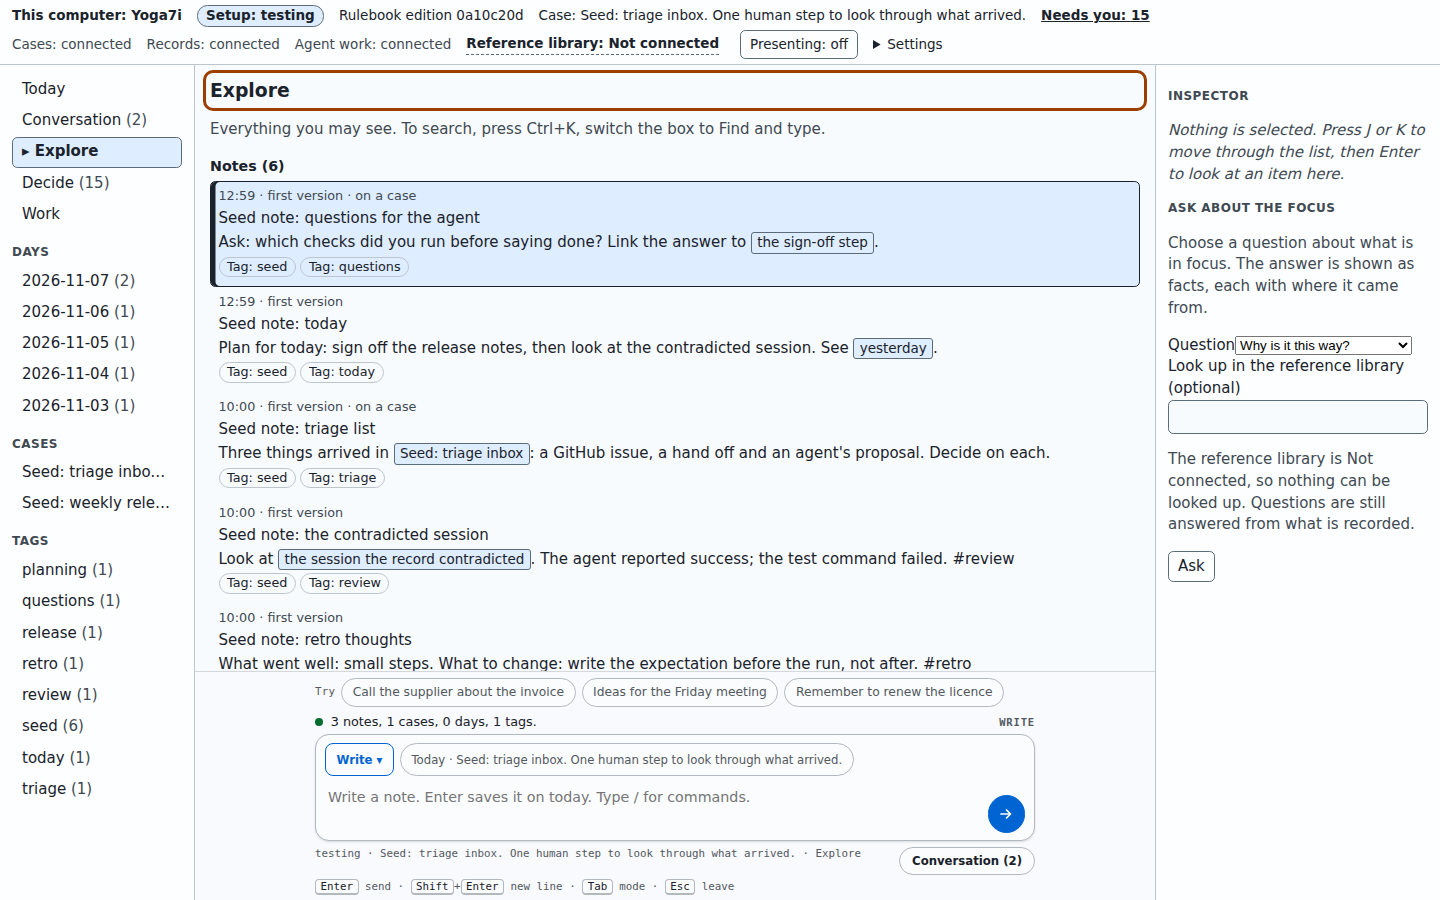 This computer: Yoga7i Setup: testing Rulebook edition 0a10c20d Case: Seed: triage inbox. One human step to look through what arrived. Needs you: 15
Cases: connected Records: connected Agent work: connected Reference library: Not connected Presenting: off ▶ Settings
Today
Conversation (2)
▸ Explore
Decide (15)
Work
DAYS
2026-11-07 (2)
2026-11-06 (1)
2026-11-05 (1)
2026-11-04 (1)
2026-11-03 (1)
CASES
Seed: triage inbo...
Seed: weekly rele...
TAGS
planning (1)
questions (1)
release (1)
retro (1)
review (1)
seed (6)
today (1)
triage (1)
Explore
Everything you may see. To search, press Ctrl+K, switch the box to Find and type.
Notes (6)
12:59 · first version · on a case
Seed note: questions for the agent
Ask: which checks did you run before saying done? Link the answer to the sign-off step.
Tag: seed Tag: questions
12:59 · first version
Seed note: today
Plan for today: sign off the release notes, then look at the contradicted session. See yesterday.
Tag: seed Tag: today
10:00 · first version · on a case
Seed note: triage list
Three things arrived in Seed: triage inbox: a GitHub issue, a hand off and an agent's proposal. Decide on each.
Tag: seed Tag: triage
10:00 · first version
Seed note: the contradicted session
Look at the session the record contradicted. The agent reported success; the test command failed. #review
Tag: seed Tag: review
10:00 · first version
Seed note: retro thoughts
What went well: small steps. What to change: write the expectation before the run, not after. #retro
Try Call the supplier about the invoice Ideas for the Friday meeting Remember to renew the licence
3 notes, 1 cases, 0 days, 1 tags. WRITE
Write ▾ Today · Seed: triage inbox. One human step to look through what arrived.
Write a note. Enter saves it on today. Type / for commands.
testing · Seed: triage inbox. One human step to look through what arrived. · Explore Conversation (2)
Enter send · Shift+Enter new line · Tab mode · Esc leave
INSPECTOR
Nothing is selected. Press J or K to
move through the list, then Enter
to look at an item here.
ASK ABOUT THE FOCUS
Choose a question about what is
in focus. The answer is shown as
facts, each with where it came
from.
Question Why is it this way?
Look up in the reference library
(optional)
The reference library is Not
connected, so nothing can be
looked up. Questions are still
answered from what is recorded.
Ask